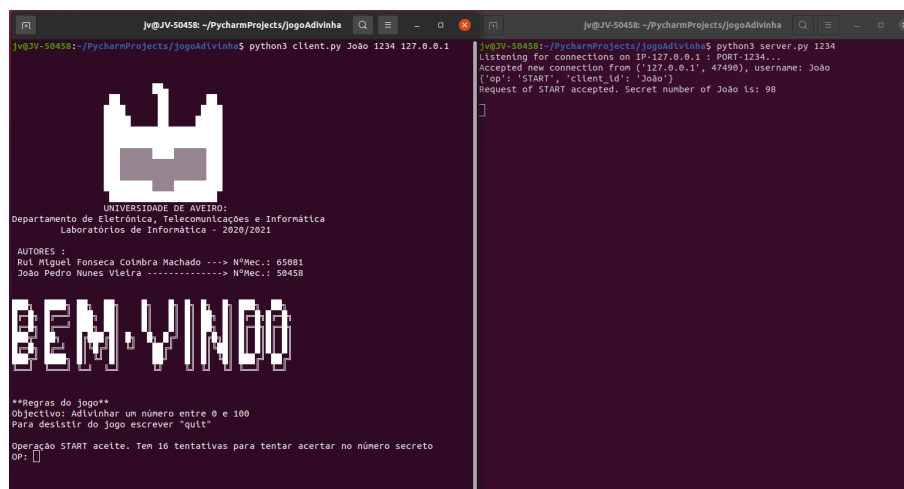 jv@JV-50458: ~/PycharmProjects/jogoAdivinha
jv@JV-50458:~/PycharmProjects/jogoAdivinha$ python3 client.py João 1234 127.0.0.1
UNIVERSIDADE DE AVEIRO:
Departamento de Eletrónica, Telecomunicações e Informática
Laboratórios de Informática - 2020/2021
AUTORES :
Rui Miguel Fonseca Coimbra Machado ---> NºMec.: 65081
João Pedro Nunes Vieira --------------> NºMec.: 50458
BEM-VINDO
**Regras do jogo**
Objectivo: Adivinhar um número entre 0 e 100
Para desistir do jogo escrever "quit"
Operação START aceite. Tem 16 tentativas para tentar acertar no número secreto
OP:
jv@JV-50458: ~/PycharmProjects/jogoAdivinha
jv@JV-50458:~/PycharmProjects/jogoAdivinha$ python3 server.py 1234
Listening for connections on IP-127.0.0.1 : PORT-1234...
Accepted new connection from ('127.0.0.1', 47490), username: João
{'op': 'START', 'client_id': 'João'}
Request of START accepted. Secret number of João is: 98